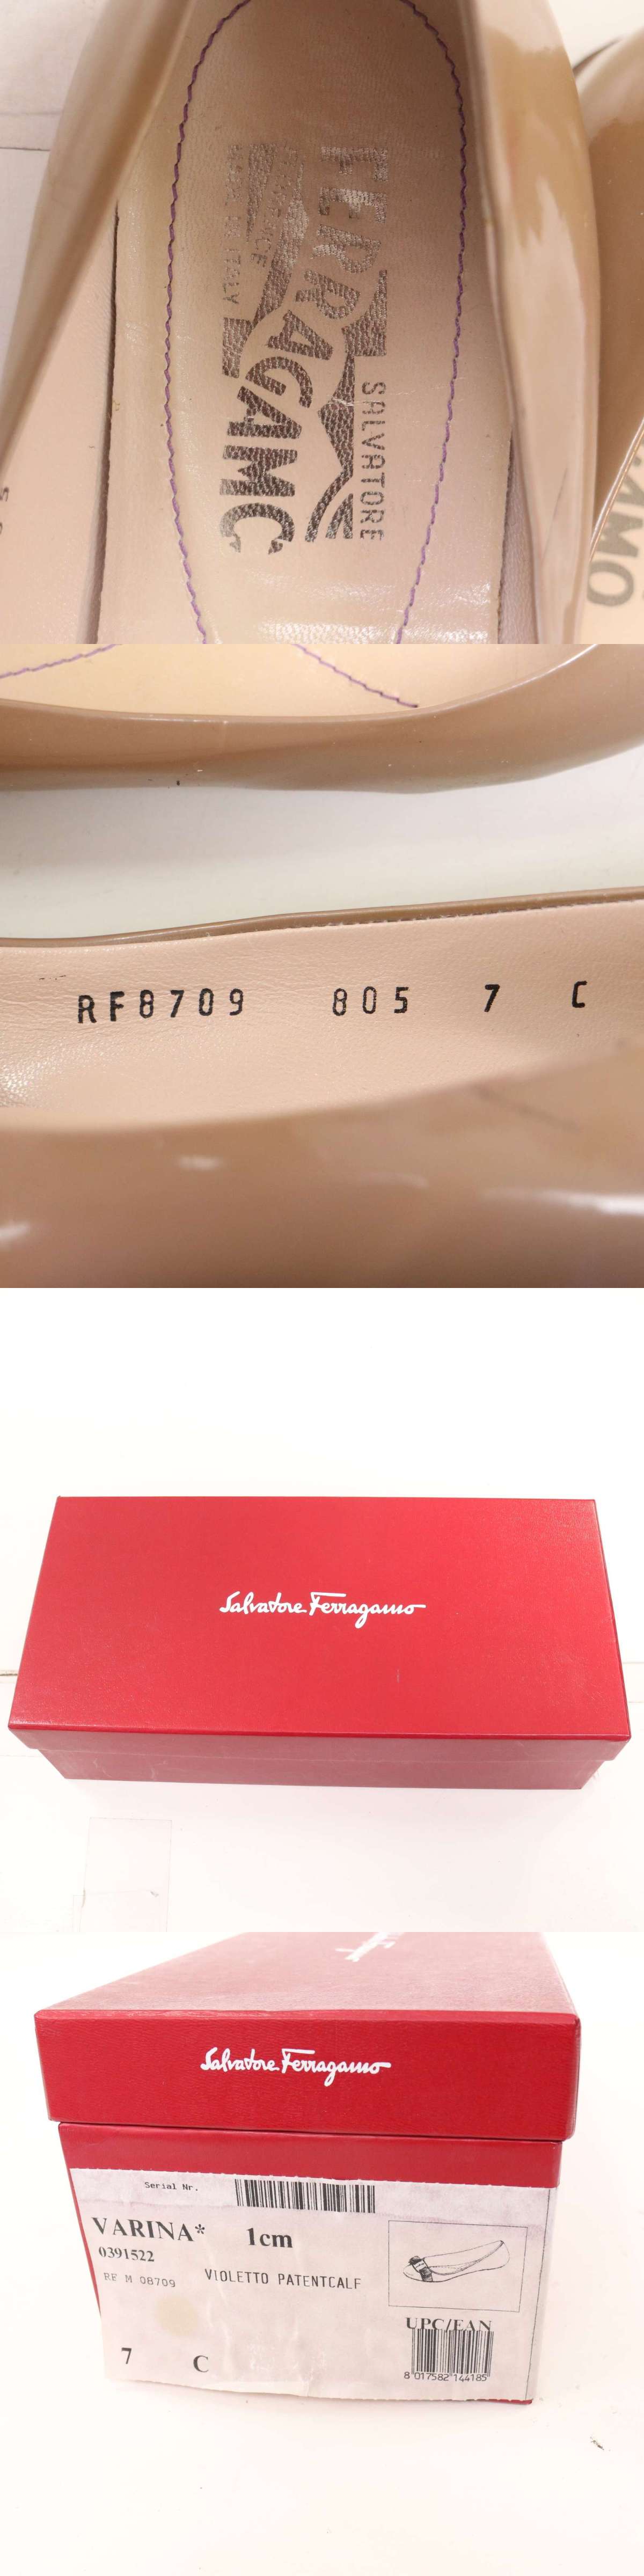 FERRAGAMO
SALVATORE
IN ITALY
AMO
RF8709 805 7 C
Salvatore Ferragamo
Salvatore Ferragamo
Serial Nr.
VARINA* 1cm
0391522
RF M 08709 VIOLETTO PATENTCALF
UPC/EAN
7 C
8 017582 144185